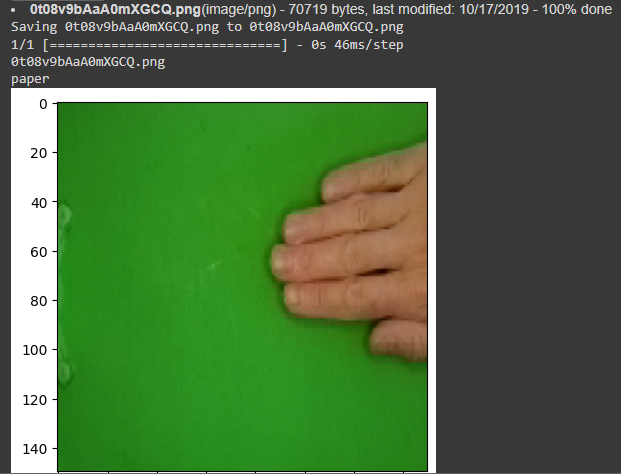 0t08v9bAaA0mXGCQ.png(image/png) - 70719 bytes, last modified: 10/17/2019 - 100% done
Saving 0t08v9bAaA0mXGCQ.png to 0t08v9bAaA0mXGCQ.png
1/1 [==============================] - 0s 46ms/step
0t08v9bAaA0mXGCQ.png
paper
0
20
40
60
80
100
120
140